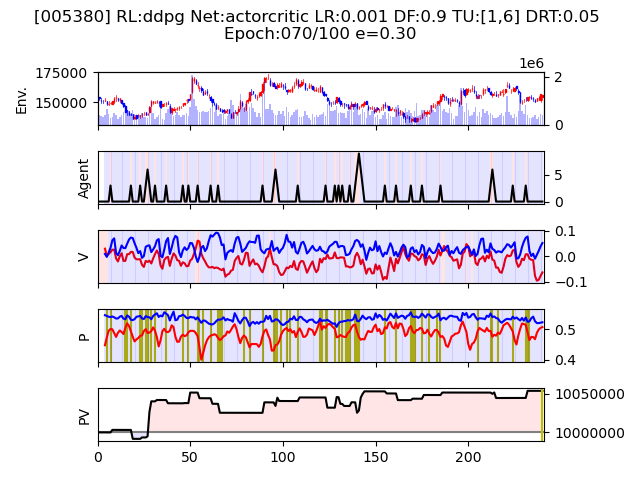 [005380] RL:ddpg Net:actorcritic LR:0.001 DF:0.9 TU:[1,6] DRT:0.05
Epoch:070/100 e=0.30
1e6
175000
150000
Env.
2
0
Agent
5
0
V
0.1
0.0
−0.1
P
0.5
0.4
PV
10050000
10000000
0
50
100
150
200